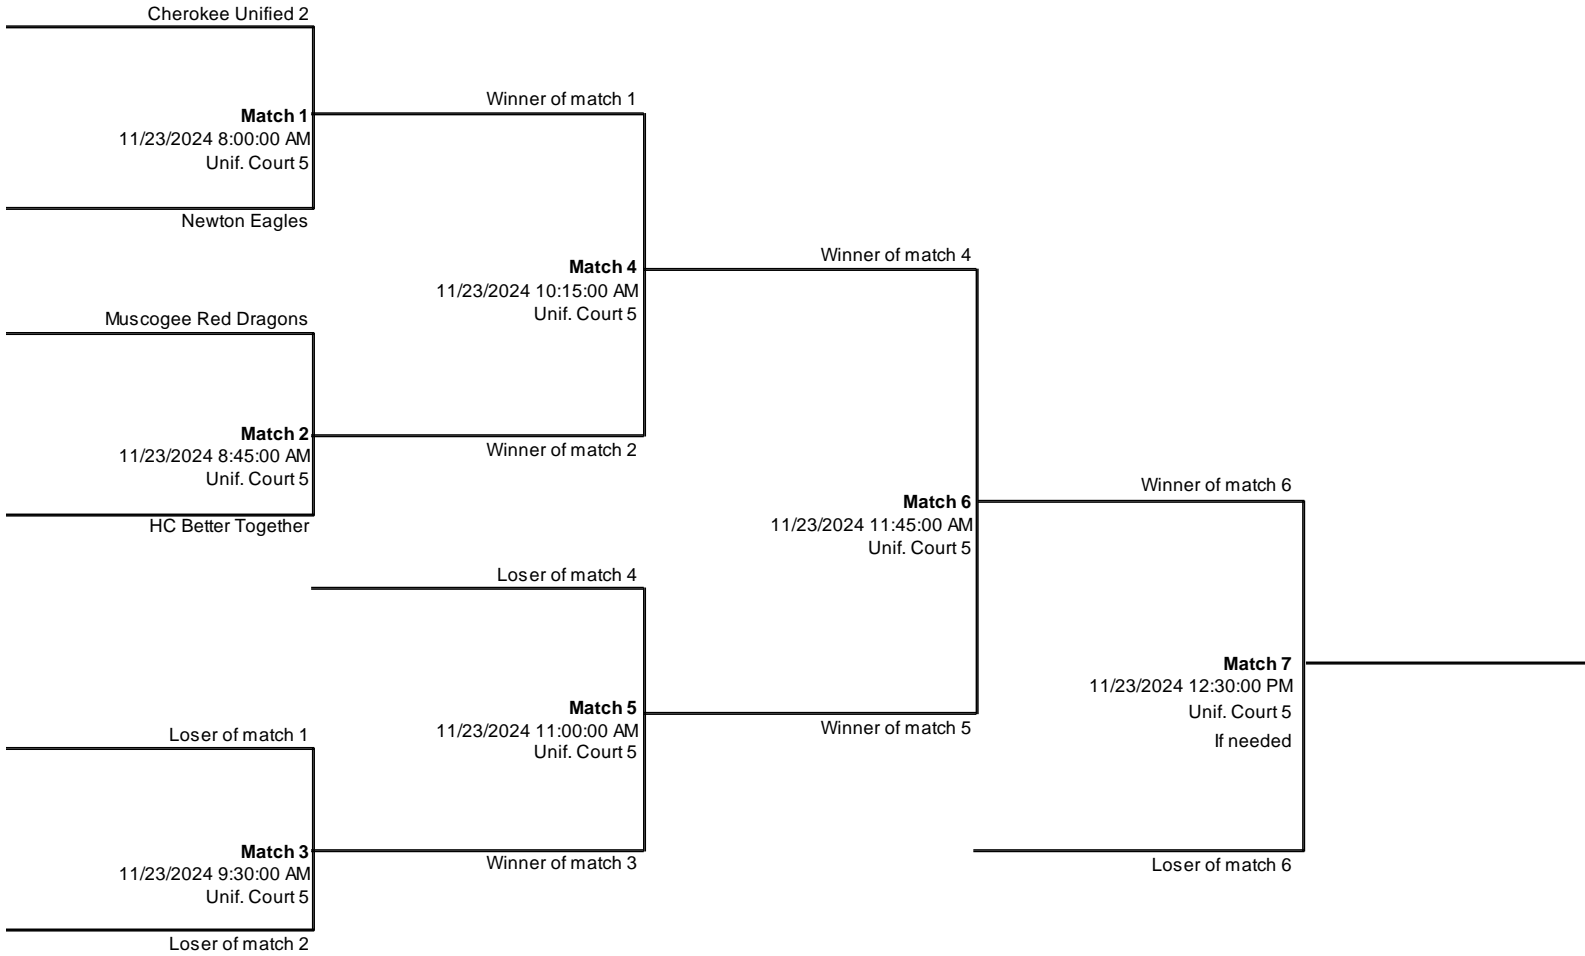 Cherokee Unified 2
Match 1
11/23/2024 8:00:00 AM
Unif. Court 5
Newton Eagles
Muscogee Red Dragons
Match 2
11/23/2024 8:45:00 AM
Unif. Court 5
HC Better Together
Loser of match 1
Match 3
11/23/2024 9:30:00 AM
Unif. Court 5
Loser of match 2
Winner of match 1
Match 4
11/23/2024 10:15:00 AM
Unif. Court 5
Winner of match 2
Loser of match 4
Match 5
11/23/2024 11:00:00 AM
Unif. Court 5
Winner of match 3
Winner of match 4
Match 6
11/23/2024 11:45:00 AM
Unif. Court 5
Winner of match 5
Winner of match 6
Match 7
11/23/2024 12:30:00 PM
Unif. Court 5
If needed
Loser of match 6